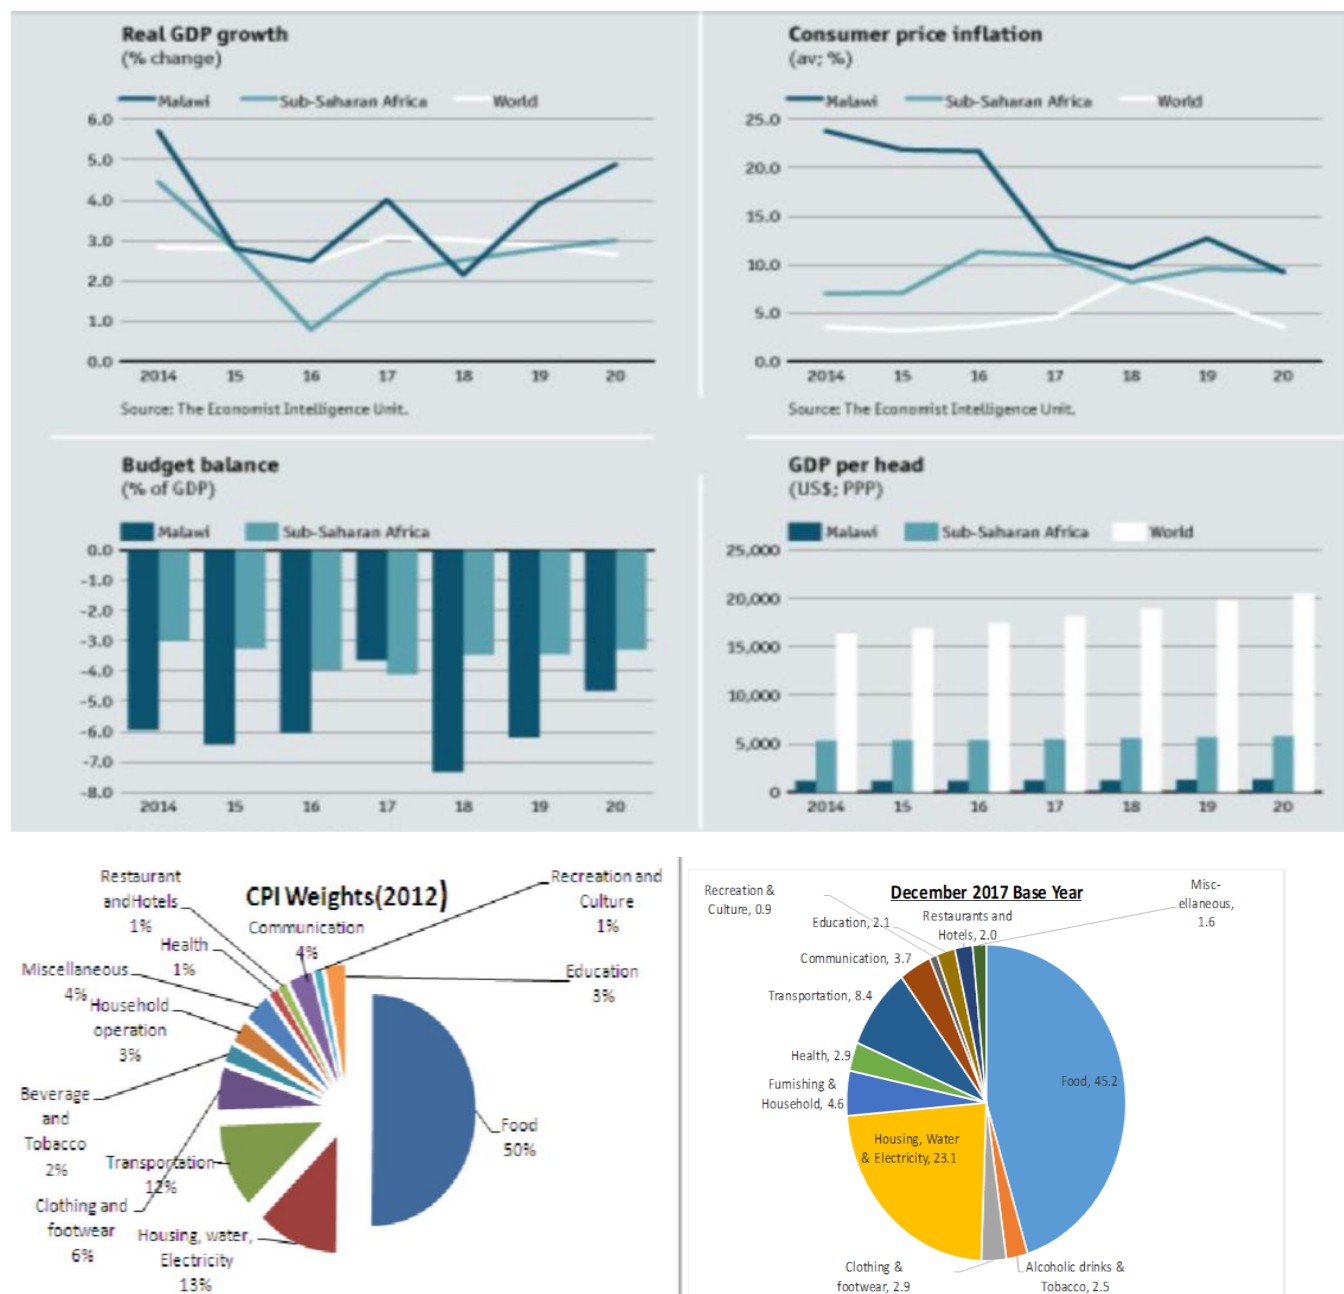 Real GDP growth
(% change)
Malawi Sub-Saharan Africa World
6.0
5.0
4.0
3.0
2.0
1.0
0.0
2014 15 16 17 18 19 20
Source: The Economist Intelligence Unit.
Consumer price inflation
(av; %)
Malawi Sub-Saharan Africa World
25.0
20.0
15.0
10.0
5.0
0.0
2014 15 16 17 18 19 20
Source: The Economist Intelligence Unit.
Budget balance
(% of GDP)
Malawi Sub-Saharan Africa
0.0
-1.0
-2.0
-3.0
-4.0
-5.0
-6.0
-7.0
-8.0
2014 15 16 17 18 19 20
GDP per head
(US$; PPP)
Malawi Sub-Saharan Africa World
25,000
20,000
15,000
10,000
5,000
0
2014 15 16 17 18 19 20
CPI Weights(2012)
Restaurant
andHotels
1%
Health
1%
Miscellaneous
4%
Household
operation
3%
Beverage
and
Tobacco
2%
Transportation
12%
Clothing and
footwear
6%
Housing, water,
Electricity
13%
Communication
4%
Recreation and
Culture
1%
Education
3%
Food
50%
December 2017 Base Year
Recreation &
Culture, 0.9
Education, 2.1
Restaurants and
Hotels, 2.0
Misc-
ellaneous,
1.6
Communication, 3.7
Transportation, 8.4
Health, 2.9
Furnishing &
Household, 4.6
Housing, Water
& Electricity, 23.1
Food, 45.2
Clothing &
footwear, 2.9
Alcoholic drinks &
Tobacco, 2.5